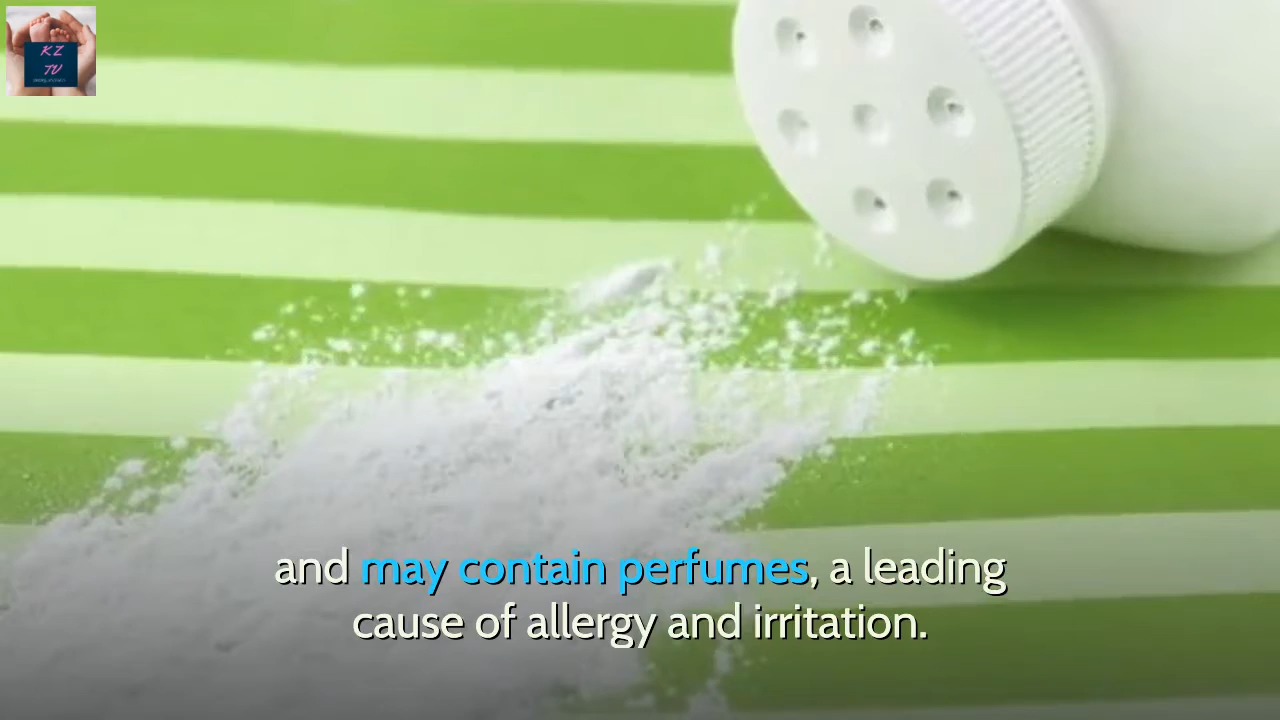 KZ
TV
and may contain perfumes, a leading
cause of allergy and irritation.